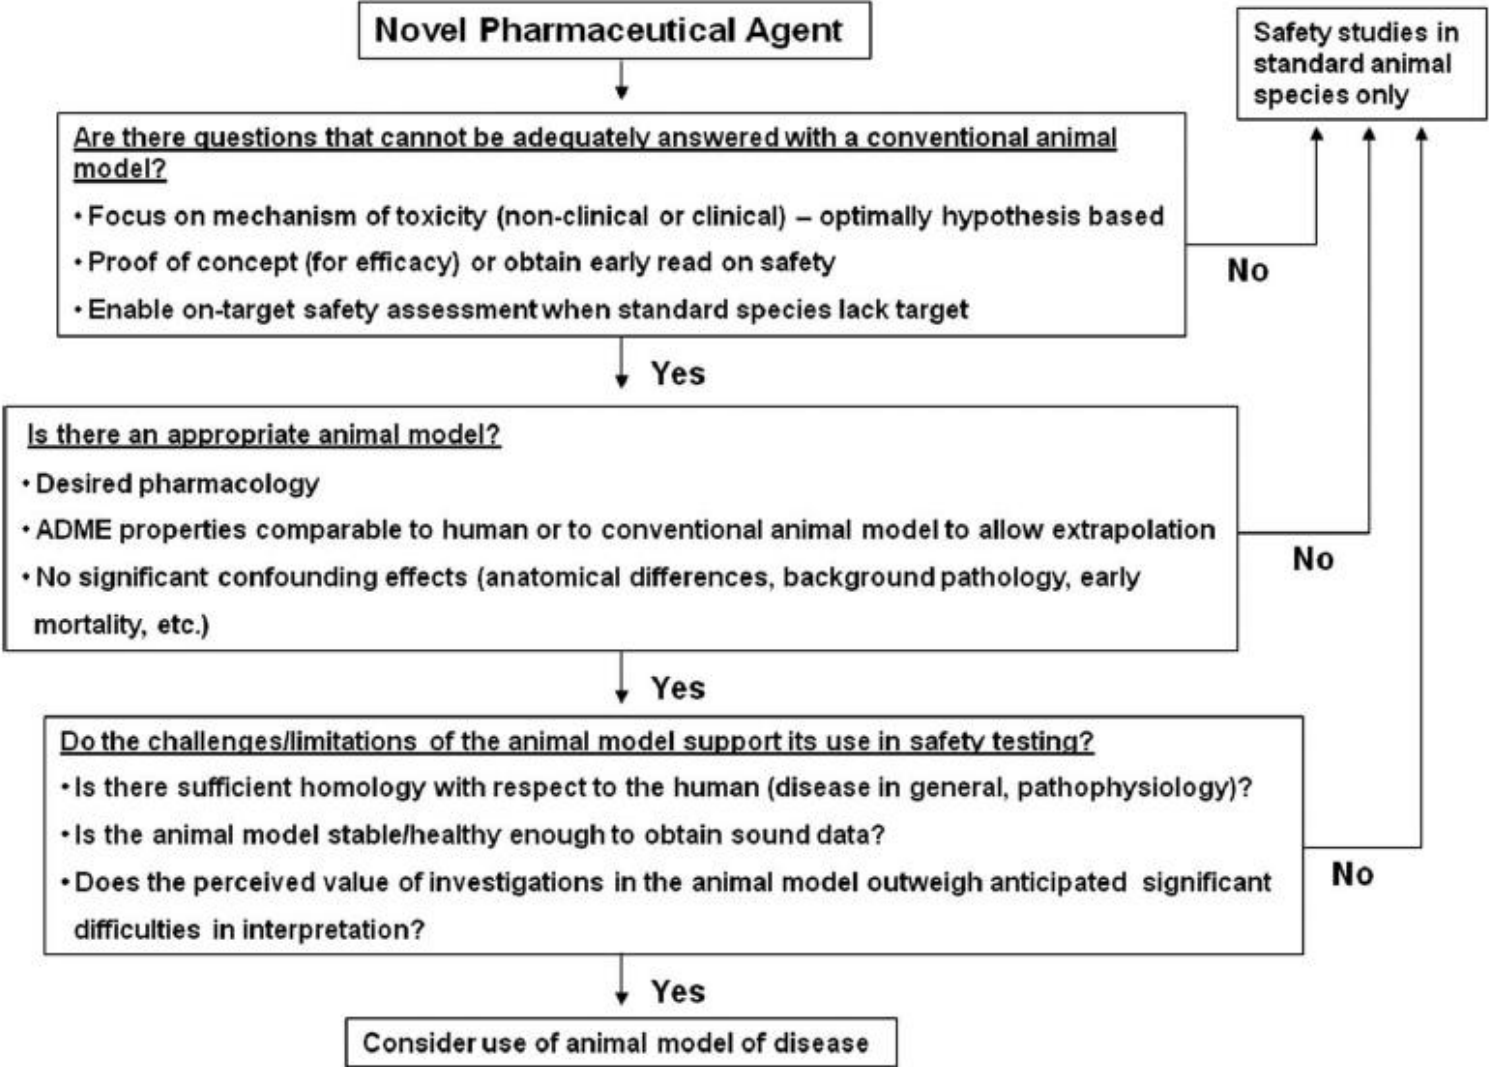 Novel Pharmaceutical Agent
Safety studies in
standard animal
species only
Are there questions that cannot be adequately answered with a conventional animal
model?
• Focus on mechanism of toxicity (non-clinical or clinical) – optimally hypothesis based
• Proof of concept (for efficacy) or obtain early read on safety
• Enable on-target safety assessment when standard species lack target
No
Yes
Is there an appropriate animal model?
• Desired pharmacology
• ADME properties comparable to human or to conventional animal model to allow extrapolation
• No significant confounding effects (anatomical differences, background pathology, early
mortality, etc.)
No
Yes
Do the challenges/limitations of the animal model support its use in safety testing?
• Is there sufficient homology with respect to the human (disease in general, pathophysiology)?
• Is the animal model stable/healthy enough to obtain sound data?
• Does the perceived value of investigations in the animal model outweigh anticipated significant
difficulties in interpretation?
No
Yes
Consider use of animal model of disease